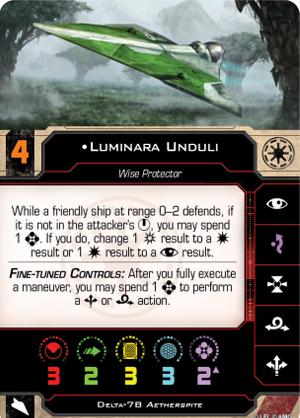 4
•Luminara Unduli
Wise Protector
While a friendly ship at range 0–2 defends, if
it is not in the attacker's , you may spend
1 . If you do, change 1 result to a
result or 1 result to a result.
Fine-tuned Controls: After you fully execute
a maneuver, you may spend 1 to perform
a or action.
3 2 3 3 2
Delta-7B Aethersprite